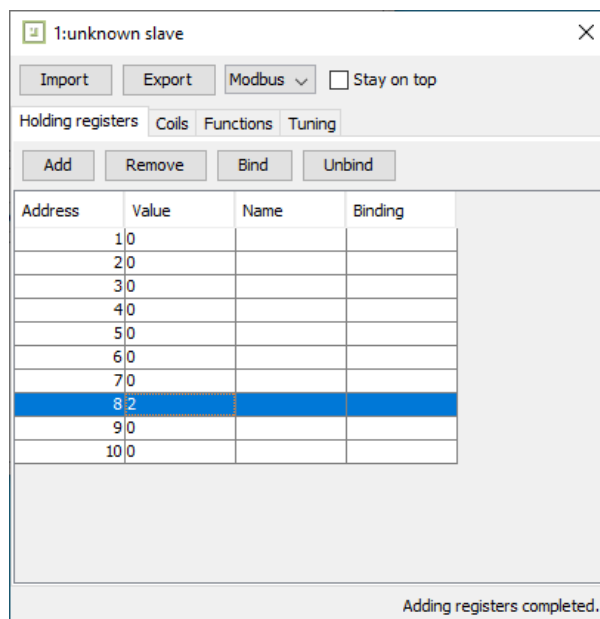 1:unknown slave
Import Export Modbus Stay on top
Holding registers Coils Functions Tuning
Add Remove Bind Unbind
Address Value Name Binding
1 0
2 0
3 0
4 0
5 0
6 0
7 0
8 2
9 0
10 0
Adding registers completed.